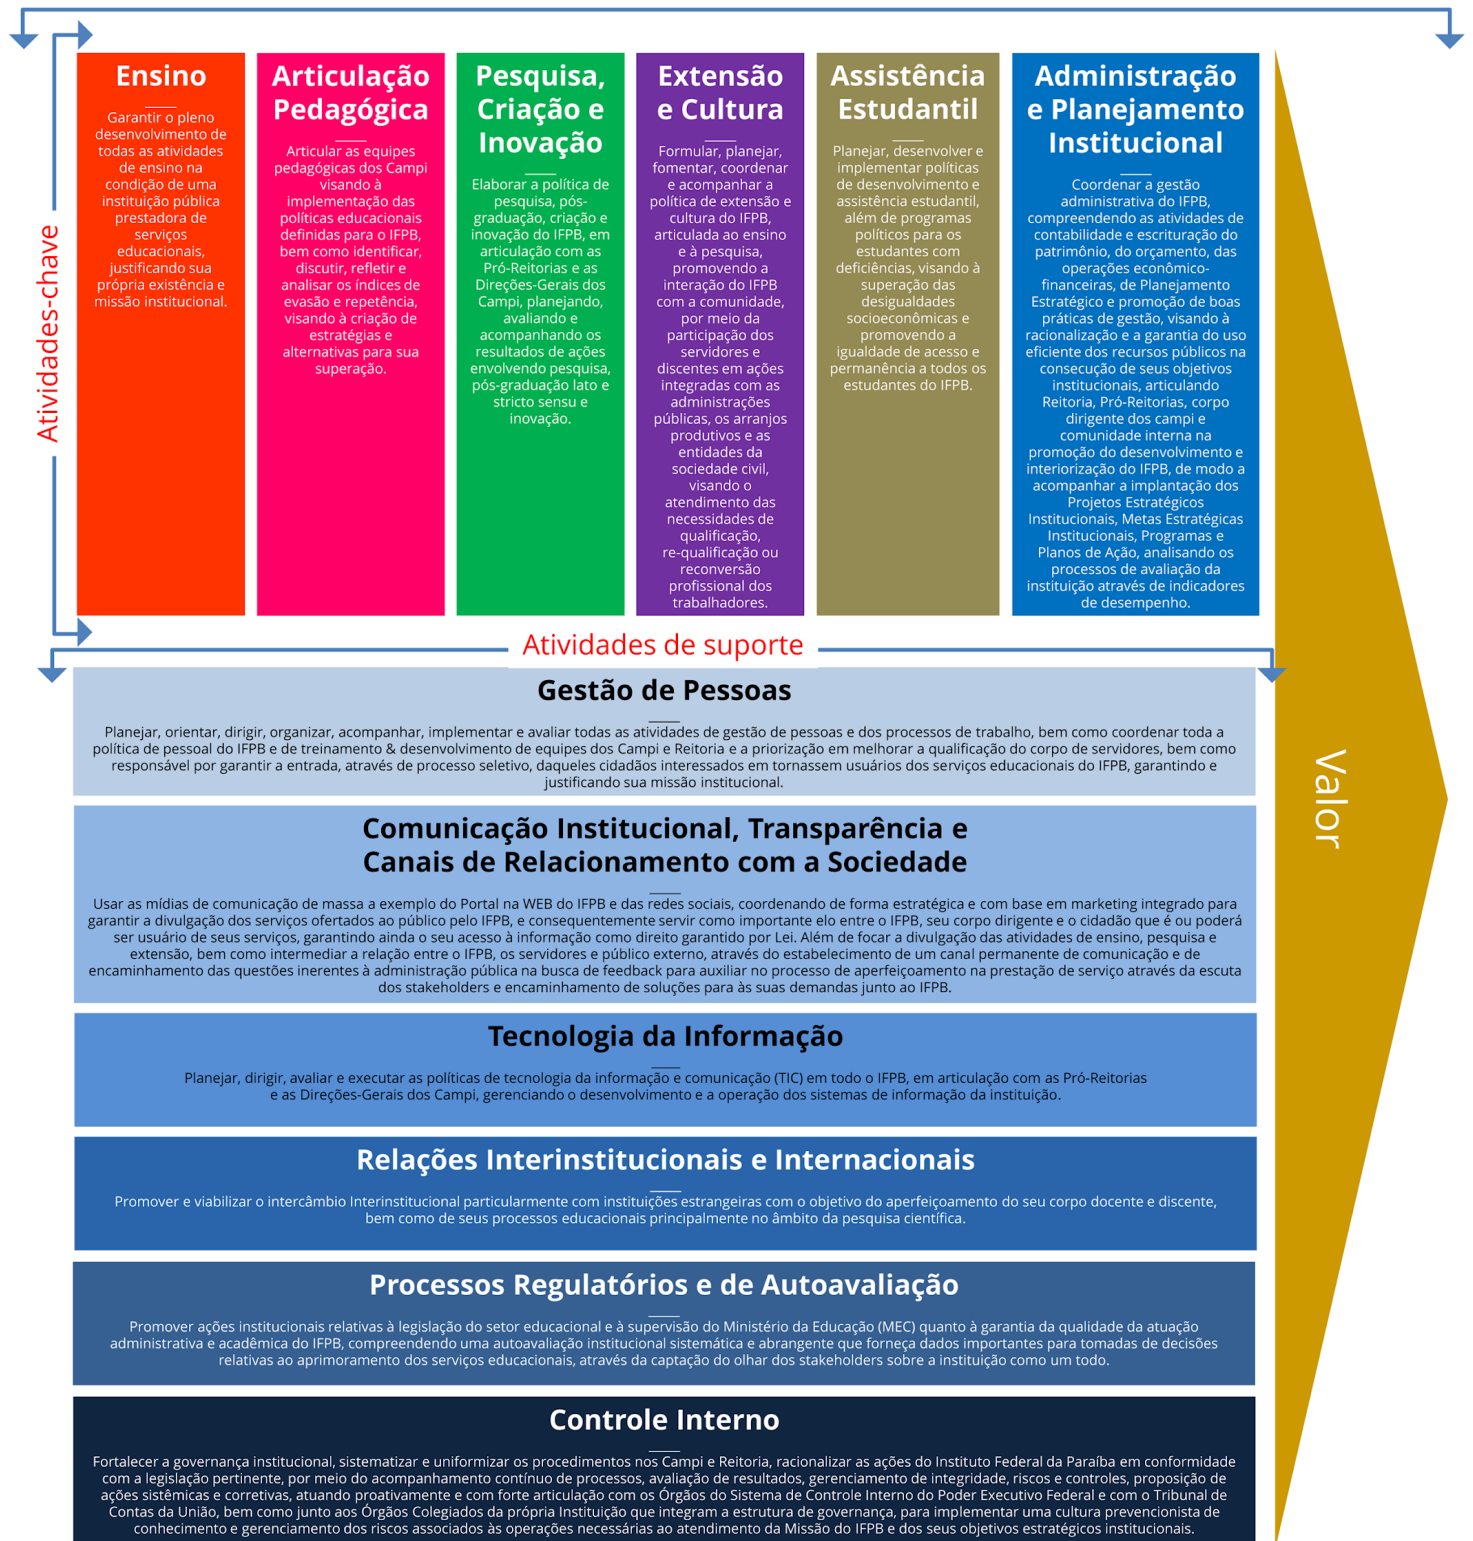 Atividades-chave
Ensino
Garantir o pleno
desenvolvimento de
todas as atividades
de ensino na
condição de uma
instituição pública
prestadora de
serviços
educacionais,
justificando sua
própria existência e
missão institucional.
Articulação
Pedagógica
Articular as equipes
pedagógicas dos Campi
visando à
implementação das
políticas educacionais
definidas para o IFPB,
bem como identificar,
discutir, refletir e
analisar os índices de
evasão e repetência,
visando à criação de
estratégias e
alternativas para sua
superação.
Pesquisa,
Criação e
Inovação
Elaborar a política de
pesquisa, pós-
graduação, criação e
inovação do IFPB, em
articulação com as
Pró-Reitorias e as
Direções-Gerais dos
Campi, planejando,
avaliando e
acompanhando os
resultados de ações
envolvendo pesquisa,
pós-graduação lato e
stricto sensu e
inovação.
Extensão
e Cultura
Formular, planejar,
fomentar, coordenar
e acompanhar a
política de extensão e
cultura do IFPB,
articulada ao ensino
e à pesquisa,
promovendo a
interação do IFPB
com a comunidade,
por meio da
participação dos
servidores e
discentes em ações
integradas com as
administrações
públicas, os arranjos
produtivos e as
entidades da
sociedade civil,
visando o
atendimento das
necessidades de
qualificação,
re-qualificação ou
reconversão
profissional dos
trabalhadores.
Assistência
Estudantil
Planejar, desenvolver e
implementar políticas
de desenvolvimento e
assistência estudantil,
além de programas
políticos para os
estudantes com
deficiências, visando à
superação das
desigualdades
socioeconômicas e
promovendo a
igualdade de acesso e
permanência a todos os
estudantes do IFPB.
Administração
e Planejamento
Institucional
Coordenar a gestão
administrativa do IFPB,
compreendendo as atividades de
contabilidade e escrituração do
patrimônio, do orçamento, das
operações econômico-
financeiras, de Planejamento
Estratégico e promoção de boas
práticas de gestão, visando à
racionalização e a garantia do uso
eficiente dos recursos públicos na
consecução de seus objetivos
institucionais, articulando
Reitoria, Pró-Reitorias, corpo
dirigente dos campi e
comunidade interna na
promoção do desenvolvimento e
interiorização do IFPB, de modo a
acompanhar a implantação dos
Projetos Estratégicos
Institucionais, Metas Estratégicas
Institucionais, Programas e
Planos de Ação, analisando os
processos de avaliação da
instituição através de indicadores
de desempenho.
Atividades de suporte
Gestão de Pessoas
Planejar, orientar, dirigir, organizar, acompanhar, implementar e avaliar todas as atividades de gestão de pessoas e dos processos de trabalho, bem como coordenar toda a
política de pessoal do IFPB e de treinamento & desenvolvimento de equipes dos Campi e Reitoria e a priorização em melhorar a qualificação do corpo de servidores, bem como
responsável por garantir a entrada, através de processo seletivo, daqueles cidadãos interessados em tornassem usuários dos serviços educacionais do IFPB, garantindo e
justificando sua missão institucional.
Comunicação Institucional, Transparência e
Canais de Relacionamento com a Sociedade
Usar as mídias de comunicação de massa a exemplo do Portal na WEB do IFPB e das redes sociais, coordenando de forma estratégica e com base em marketing integrado para
garantir a divulgação dos serviços ofertados ao público pelo IFPB, e consequentemente servir como importante elo entre o IFPB, seu corpo dirigente e o cidadão que é ou poderá
ser usuário de seus serviços, garantindo ainda o seu acesso à informação como direito garantido por Lei. Além de focar a divulgação das atividades de ensino, pesquisa e
extensão, bem como intermediar a relação entre o IFPB, os servidores e público externo, através do estabelecimento de um canal permanente de comunicação e de
encaminhamento das questões inerentes à administração pública na busca de feedback para auxiliar no processo de aperfeiçoamento na prestação de serviço através da escuta
dos stakeholders e encaminhamento de soluções para às suas demandas junto ao IFPB.
Tecnologia da Informação
Planejar, dirigir, avaliar e executar as políticas de tecnologia da informação e comunicação (TIC) em todo o IFPB, em articulação com as Pró-Reitorias
e as Direções-Gerais dos Campi, gerenciando o desenvolvimento e a operação dos sistemas de informação da instituição.
Relações Interinstitucionais e Internacionais
Promover e viabilizar o intercâmbio Interinstitucional particularmente com instituições estrangeiras com o objetivo do aperfeiçoamento do seu corpo docente e discente,
bem como de seus processos educacionais principalmente no âmbito da pesquisa científica.
Processos Regulatórios e de Autoavaliação
Promover ações institucionais relativas à legislação do setor educacional e à supervisão do Ministério da Educação (MEC) quanto à garantia da qualidade da atuação
administrativa e acadêmica do IFPB, compreendendo uma autoavaliação institucional sistemática e abrangente que forneça dados importantes para tomadas de decisões
relativas ao aprimoramento dos serviços educacionais, através da captação do olhar dos stakeholders sobre a instituição como um todo.
Controle Interno
Fortalecer a governança institucional, sistematizar e uniformizar os procedimentos nos Campi e Reitoria, racionalizar as ações do Instituto Federal da Paraíba em conformidade
com a legislação pertinente, por meio do acompanhamento contínuo de processos, avaliação de resultados, gerenciamento de integridade, riscos e controles, proposição de
ações sistêmicas e corretivas, atuando proativamente e com forte articulação com os Órgãos do Sistema de Controle Interno do Poder Executivo Federal e com o Tribunal de
Contas da União, bem como junto aos Órgãos Colegiados da própria Instituição que integram a estrutura de governança, para implementar uma cultura prevencionista de
conhecimento e gerenciamento dos riscos associados às operações necessárias ao atendimento da Missão do IFPB e dos seus objetivos estratégicos institucionais.
Valor